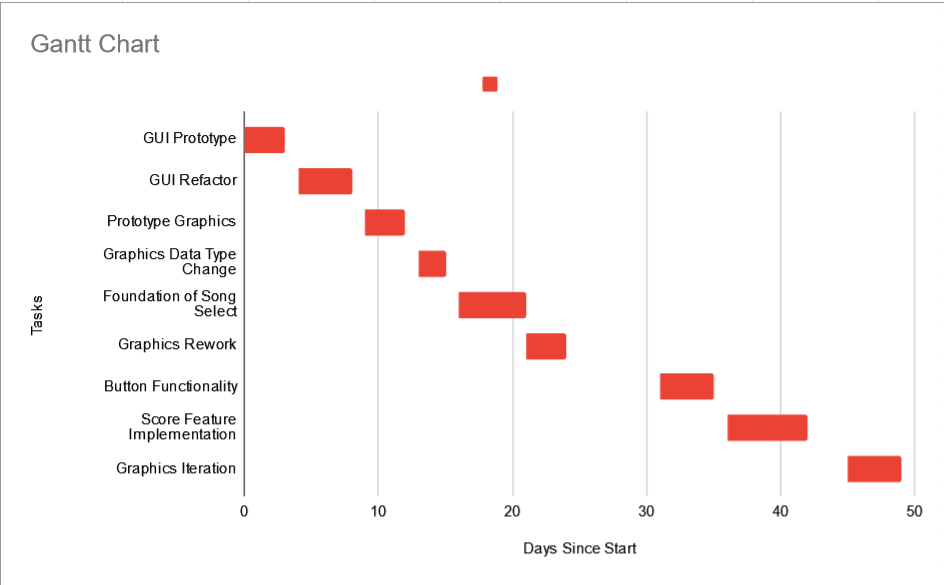 Gantt Chart
GUI Prototype
GUI Refactor
Prototype Graphics
Graphics Data Type
Change
Foundation of Song
Select
Graphics Rework
Button Functionality
Score Feature
Implementation
Graphics Iteration
Tasks
0 10 20 30 40 50
Days Since Start